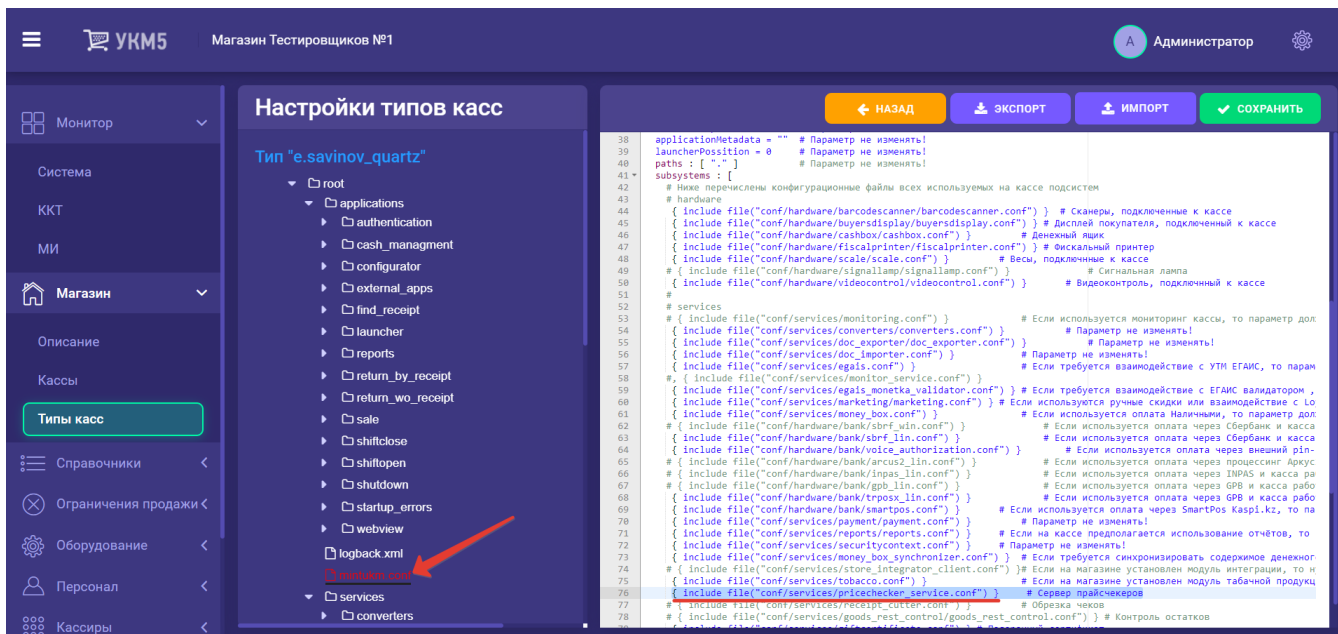 УКМ5
Магазин Тестировщиков №1
А
Администратор
Монитор
Система
ККТ
МИ
Магазин
Описание
Кассы
Типы касс
Справочники
Ограничения продажи
Оборудование
Персонал
Кассиры
Настройки типов касс
Тип "e.savinov_quartz"
root
applications
authentication
cash_managment
configurator
external_apps
find_receipt
launcher
reports
return_by_receipt
return_wo_receipt
sale
shiftclose
shiftopen
shutdown
startup_errors
webview
logback.xml
services
converters
НАЗАД
ЭКСПОРТ
ИМПОРТ
СОХРАНИТЬ
38 applicationMetadata = "" # Параметр не изменять!
39 launcherPossition = 0 # Параметр не изменять!
40 paths : [ "." ] # Параметр не изменять!
41 subsystems : [
42 # Ниже перечислены конфигурационные файлы всех используемых на кассе подсистем
43 # hardware
44 { include file("conf/hardware/barcodescanner/barcodescanner.conf") } # Сканеры, подключенные к кассе
45 { include file("conf/hardware/buyersdisplay/buyersdisplay.conf") } # Дисплей покупателя, подключенный к кассе
46 { include file("conf/hardware/cashbox/cashbox.conf") } # Денежный ящик
47 { include file("conf/hardware/fiscalprinter/fiscalprinter.conf") } # Фискальный принтер
48 { include file("conf/hardware/scale/scale.conf") } # Весы, подключнные к кассе
49 # { include file("conf/hardware/signallamp/signallamp.conf") } # Сигнальная лампа
50 { include file("conf/hardware/videocontrol/videocontrol.conf") } # Видеоконтроль, подключнный к кассе
51 #
52 # services
53 # { include file("conf/services/monitoring.conf") } # Если используется мониторинг кассы, то параметр дол
54 { include file("conf/services/converters/converters.conf") } # Параметр не изменять!
55 { include file("conf/services/doc_exporter/doc_exporter.conf") } # Параметр не изменять!
56 { include file("conf/services/doc_importer.conf") } # Параметр не изменять!
57 { include file("conf/services/egais.conf") } # Если требуется взаимодействие с УТМ ЕГАИС, то парам
58 #, { include file("conf/services/monitor_service.conf") }
59 { include file("conf/services/egais_monetka_validator.conf") } # Если требуется взаимодействие с ЕГАИС валидатором ,
60 { include file("conf/services/marketing/marketing.conf") } # Если используются ручные скидки или взаимодействие с Lo
61 { include file("conf/services/money_box.conf") } # Если используется оплата Наличными, то параметр дол
62 # { include file("conf/hardware/bank/sbrf_win.conf") } # Если используется оплата через Сбербанк и касса
63 { include file("conf/hardware/bank/sbrf_lin.conf") } # Если используется оплата через Сбербанк и касса
64 { include file("conf/hardware/bank/voice_authorization.conf") } # Если используется оплата через внешний pin-
65 # { include file("conf/hardware/bank/arcus2_lin.conf") } # Если используется оплата через процессинг Аркус
66 # { include file("conf/hardware/bank/inpas_lin.conf") } # Если используется оплата через INPAS и касса ра
67 # { include file("conf/hardware/bank/gpb_lin.conf") } # Если используется оплата через GPB и касса рабо
68 { include file("conf/hardware/bank/trposx_lin.conf") } # Если используется оплата через GPB и касса рабо
69 { include file("conf/hardware/bank/smartpos.conf") } # Если используется оплата через SmartPos Kaspi.kz, то па
70 { include file("conf/services/payment/payment.conf") } # Параметр не изменять!
71 { include file("conf/services/reports/reports.conf") } # Если на кассе предполагается использование отчётов, то
72 { include file("conf/services/securitycontext.conf") } # Параметр не изменять!
73 { include file("conf/services/money_box_synchronizer.conf") } # Если требуется синхронизировать содержимое денежног
74 # { include file("conf/services/store_integrator_client.conf") }# Если на магазине установлен модуль интеграции, то н
75 { include file("conf/services/tobacco.conf") } # Если на магазине установлен модуль табачной продукц
76 { include file("conf/services/pricechecker_service.conf") } # Сервер прайсчекеров
77 # { include file("conf/services/receipt_cutter.conf") } # Обрезка чеков
78 # { include file("conf/services/goods_rest_control/goods_rest_control.conf") } # Контроль остатков